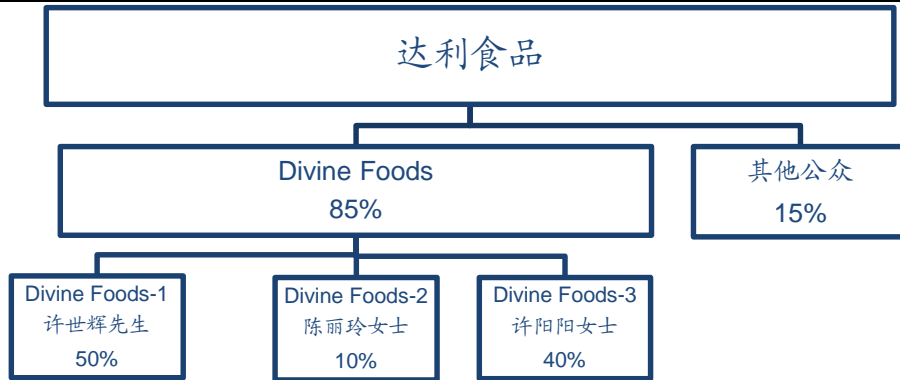 达利食品
Divine Foods
85%
其他公众
15%
Divine Foods-1
许世辉先生
50%
Divine Foods-2
陈丽玲女士
10%
Divine Foods-3
许阳阳女士
40%